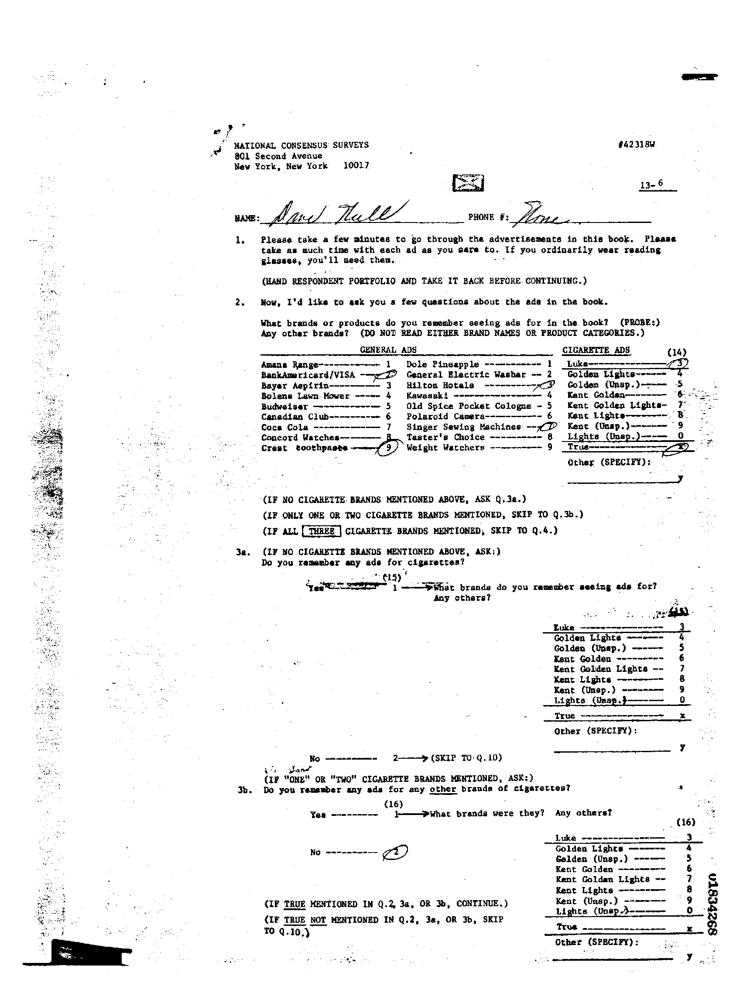 NATIONAL CONSENSUS SURVEYS #42318W
801 Second Avenue
New York, New York 10017
13-6
NAME: Dave Hull PHONE #: None
1. Please take a few minutes to go through the advertisements in this book. Please
take as much time with each ad as you care to. If you ordinarily wear reading
glasses, you'll need them.
(HAND RESPONDENT PORTFOLIO AND TAKE IT BACK BEFORE CONTINUING.)
2. Now, I'd like to ask you a few questions about the ads in the book.
What brands or products do you remember seeing ads for in the book? (PROBE:)
Any other brands? (DO NOT READ EITHER BRAND NAMES OR PRODUCT CATEGORIES.)
GENERAL ADS CIGARETTE ADS (14)
Amana Range------- 1 Dole Pineapple ----------- 1 Luke---------------- 3
BankAmericard/VISA --- 2 General Electric Washer -- 2 Golden Lights------ 4
Bayer Aspirin------- 3 Hilton Hotels --------- 3 Golden (Unsp.)----- 5
Bolens Lawn Mower ----- 4 Kawasaki ---------------- 4 Kent Golden-------- 6
Budweiser ------------- 5 Old Spice Pocket Cologne - 5 Kent Golden Lights- 7
Canadian Club---------- 6 Polaroid Camera----------- 6 Kent Lights-------- 8
Coca Cola ------------- 7 Singer Sewing Machines --- 7 Kent (Unsp.) ------ 9
Concord Watches------- 8 Taster's Choice ---------- 8 Lights (Unsp.)----- 0
Crest toothpaste ---- 9 Weight Watchers ---------- 9 True--------------- x
Other (SPECIFY):
y
(IF NO CIGARETTE BRANDS MENTIONED ABOVE, ASK Q.3a.)
(IF ONLY ONE OR TWO CIGARETTE BRANDS MENTIONED, SKIP TO Q.3b.)
(IF ALL THREE CIGARETTE BRANDS MENTIONED, SKIP TO Q.4.)
3a. (IF NO CIGARETTE BRANDS MENTIONED ABOVE, ASK:)
Do you remember any ads for cigarettes?
(15)
Yes --------- 1 → What brands do you remember seeing ads for?
Any others?
Luke ---------------- 3
Golden Lights ------- 4
Golden (Unsp.) ------ 5
Kent Golden --------- 6
Kent Golden Lights -- 7
Kent Lights --------- 8
Kent (Unsp.) -------- 9
Lights (Unsp.)------- 0
True ---------------- x
Other (SPECIFY):
y
No --------- 2 → (SKIP TO Q.10)
(IF "ONE" OR "TWO" CIGARETTE BRANDS MENTIONED, ASK:)
3b. Do you remember any ads for any other brands of cigarettes?
(16)
Yes -------- 1 → What brands were they? Any others?
(16)
Luke ---------------- 3
No ---------- 2 Golden Lights ------- 4
Golden (Unsp.) ------ 5
Kent Golden --------- 6
Kent Golden Lights -- 7
Kent Lights --------- 8
(IF TRUE MENTIONED IN Q.2, 3a, OR 3b, CONTINUE.) Kent (Unsp.) -------- 9
(IF TRUE NOT MENTIONED IN Q.2, 3a, OR 3b, SKIP Lights (Unsp.)------- 0
TO Q.10.) True ---------------- x
Other (SPECIFY):
y
01834268